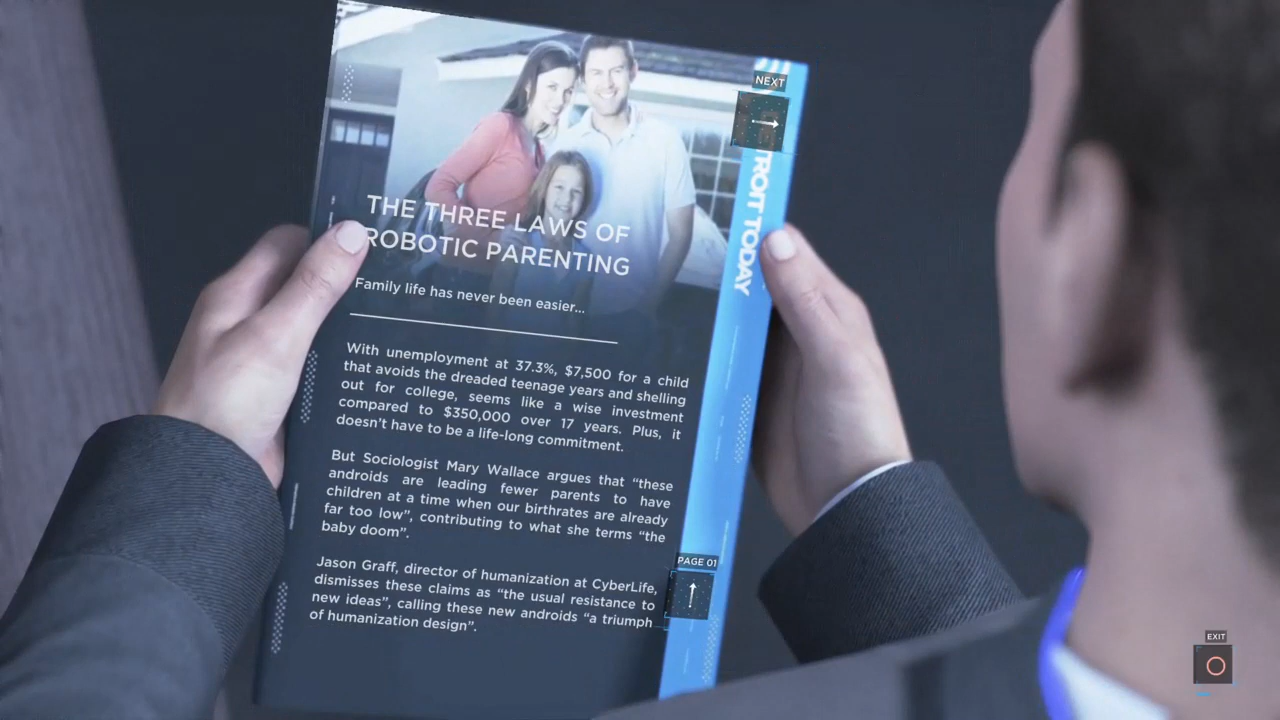 NEXT
THE THREE LAWS OF
ROBOTIC PARENTING
Family life has never been easier...
With unemployment at 37.3%, $7,500 for a child
that avoids the dreaded teenage years and shelling
out for college, seems like a wise investment
compared to $350,000 over 17 years. Plus, it
doesn't have to be a life-long commitment.
But Sociologist Mary Wallace argues that "these
androids are leading fewer parents to have
children at a time when our birthrates are already
far too low", contributing to what she terms "the
baby doom".
Jason Graff, director of humanization at CyberLife,
dismisses these claims as "the usual resistance to
new ideas", calling these new androids "a triumph
of humanization design".
TROIT TODAY
PAGE 01
EXIT